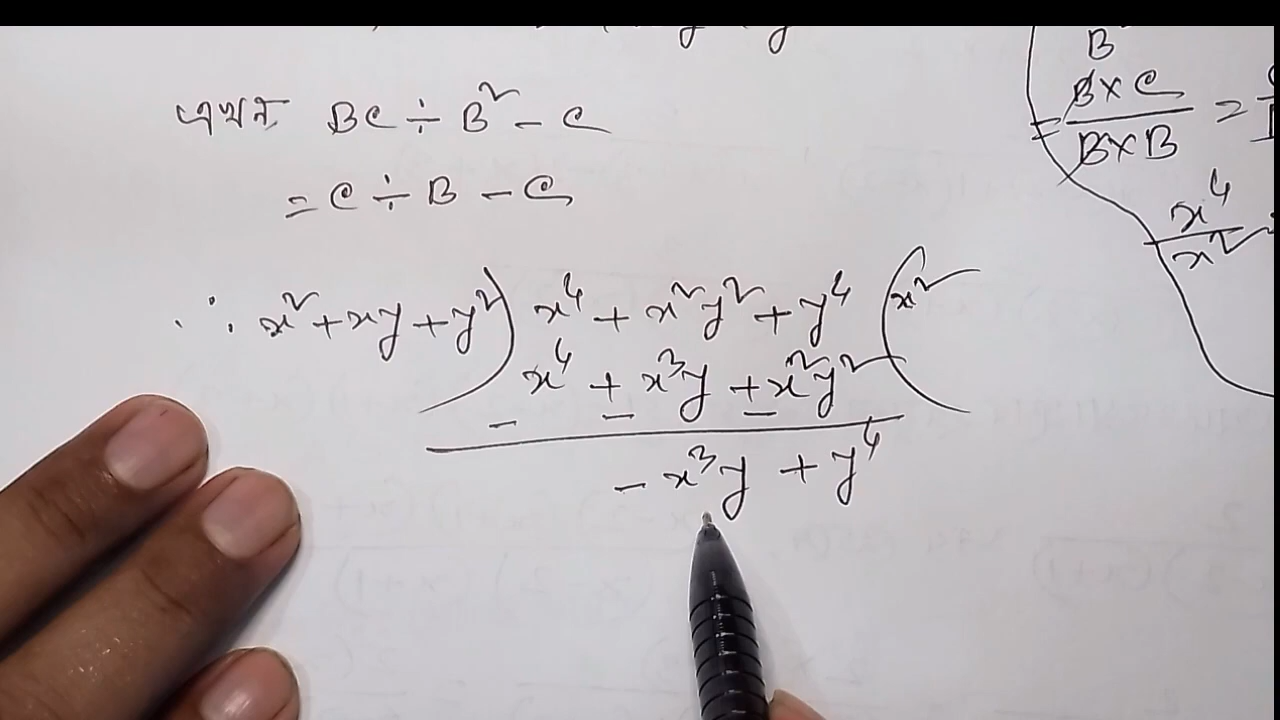 এখন, BC ÷ B² - C
= C ÷ B - C
∴ x² + xy + y² ) x⁴ + x²y² + y⁴ ( x²
x⁴ + x³y + x²y²
- - -
- x³y + y⁴
B
= B×C / B×B =
x⁴ / x²